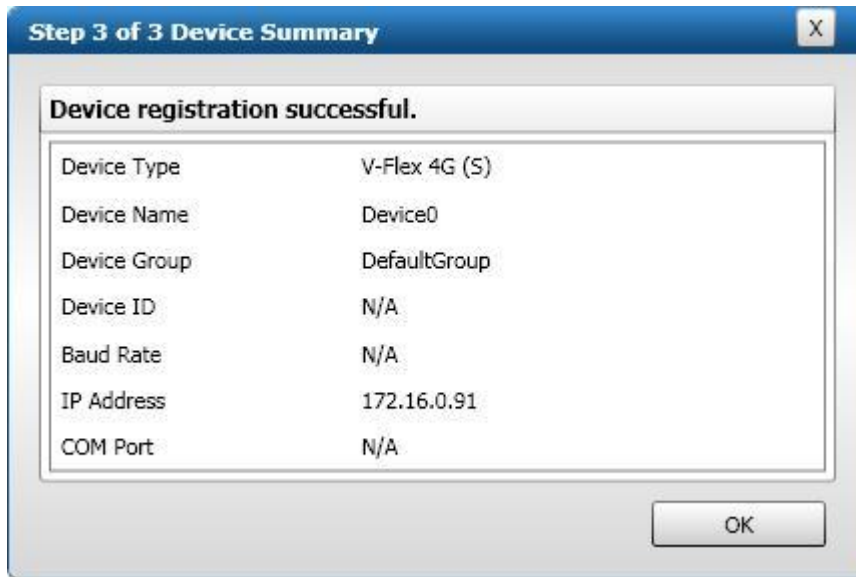 Step 3 of 3 Device Summary
X
Device registration successful.
Device Type V-Flex 4G (S)
Device Name Device0
Device Group DefaultGroup
Device ID N/A
Baud Rate N/A
IP Address 172.16.0.91
COM Port N/A
OK